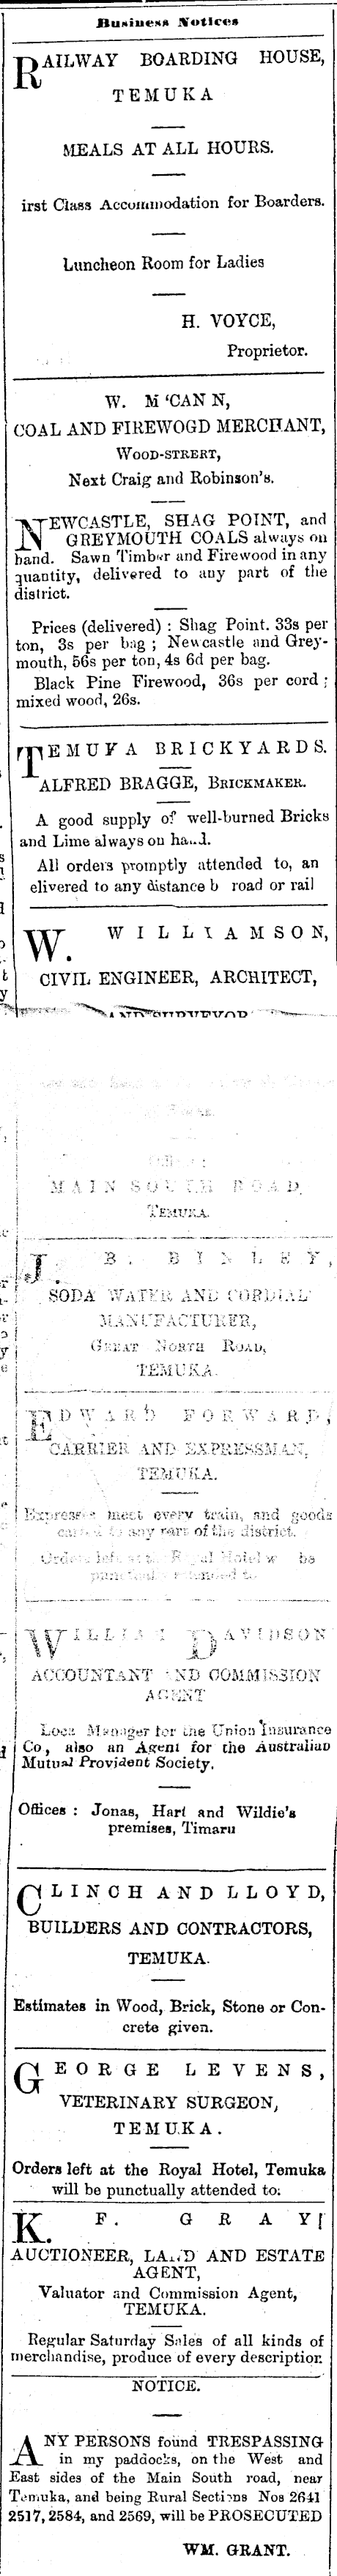 Business Notices
RAILWAY BOARDING HOUSE,
TEMUKA
MEALS AT ALL HOURS.
irst Class Accommodation for Boarders.
Luncheon Room for Ladies
H. VOYCE,
Proprietor.
W. M'CANN,
COAL AND FIREWOGD MERCHANT,
WOOD-STRERT,
Next Craig and Robinson's.
NEWCASTLE, SHAG POINT, and
GREYMOUTH COALS always on
hand. Sawn Timber and Firewood in any
quantity, delivered to any part of the
district.
Prices (delivered) : Shag Point. 33s per
ton, 3s per bag ; Newcastle and Grey-
mouth, 56s per ton, 4s 6d per bag.
Black Pine Firewood, 36s per cord ;
mixed wood, 26s.
TEMUKA BRICKYARDS.
ALFRED BRAGGE, BRICKMAKER.
A good supply of well-burned Bricks
and Lime always on hand.
All orders promptly attended to, an
elivered to any distance b road or rail
W. WILLIAMSON,
CIVIL ENGINEER, ARCHITECT,
AND SURVEYOR
MAIN SOUTH ROAD,
TEMUKA.
J. B. BINLEY,
SODA WATER AND CORDIAL
MANUFACTURER,
GREAT NORTH ROAD,
TEMUKA.
EDWARD FORWARD,
CARRIER AND EXPRESSMAN,
TEMUKA.
Expresses meet every train, and goods
carried to any part of the district.
Orders left at Royal Hotel w be
WILLIAM DAVIDSON
ACCOUNTANT AND COMMISSION
AGENT
Local Manager for the Union Insurance
Co, also an Agent for the Australian
Mutual Provident Society.
Offices : Jonas, Hart and Wildie's
premises, Timaru
CLINCH AND LLOYD,
BUILDERS AND CONTRACTORS,
TEMUKA.
Estimates in Wood, Brick, Stone or Con-
crete given.
GEORGE LEVENS,
VETERINARY SURGEON,
TEMUKA.
Orders left at the Royal Hotel, Temuka
will be punctually attended to.
K. F. GRAY
AUCTIONEER, LAND AND ESTATE
AGENT,
Valuator and Commission Agent,
TEMUKA.
Regular Saturday Sales of all kinds of
merchandise, produce of every description
NOTICE.
ANY PERSONS found TRESPASSING
in my paddocks, on the West and
East sides of the Main South road, near
Temuka, and being Rural Sections Nos 2641
2517, 2584, and 2569, will be PROSECUTED
WM. GRANT.